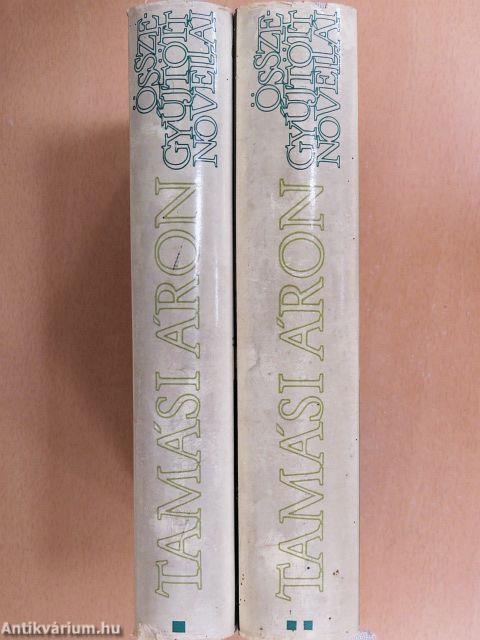 TAMÁSI ÁRON
ÖSSZE-
GYŰJTÖTT
NOVELLÁI
TAMÁSI ÁRON
ÖSSZE-
GYŰJTÖTT
NOVELLÁI
Antikvárium.hu